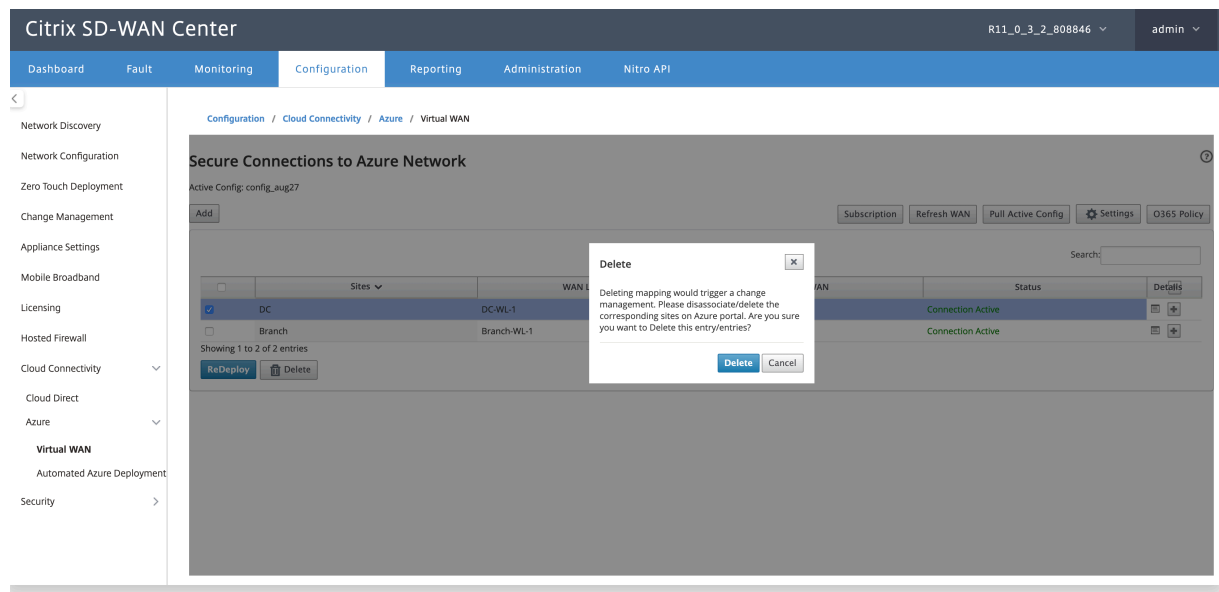 Citrix SD-WAN Center
R11_0_3_2_808846
admin
Dashboard Fault Monitoring Configuration Reporting Administration Nitro API
Network Discovery
Network Configuration
Zero Touch Deployment
Change Management
Appliance Settings
Mobile Broadband
Licensing
Hosted Firewall
Cloud Connectivity
Cloud Direct
Azure
Virtual WAN
Automated Azure Deployment
Security
Configuration / Cloud Connectivity / Azure / Virtual WAN
Secure Connections to Azure Network
Active Config: config_aug27
Add Subscription Refresh WAN Pull Active Config Settings O365 Policy
Search:
Sites WAN L /AN Status Details
DC DC-WL-1 Connection Active
Branch Branch-WL-1 Connection Active
Showing 1 to 2 of 2 entries
ReDeploy Delete
Delete
Deleting mapping would trigger a change
management. Please disassociate/delete the
corresponding sites on Azure portal. Are you sure
you want to Delete this entry/entries?
Delete Cancel